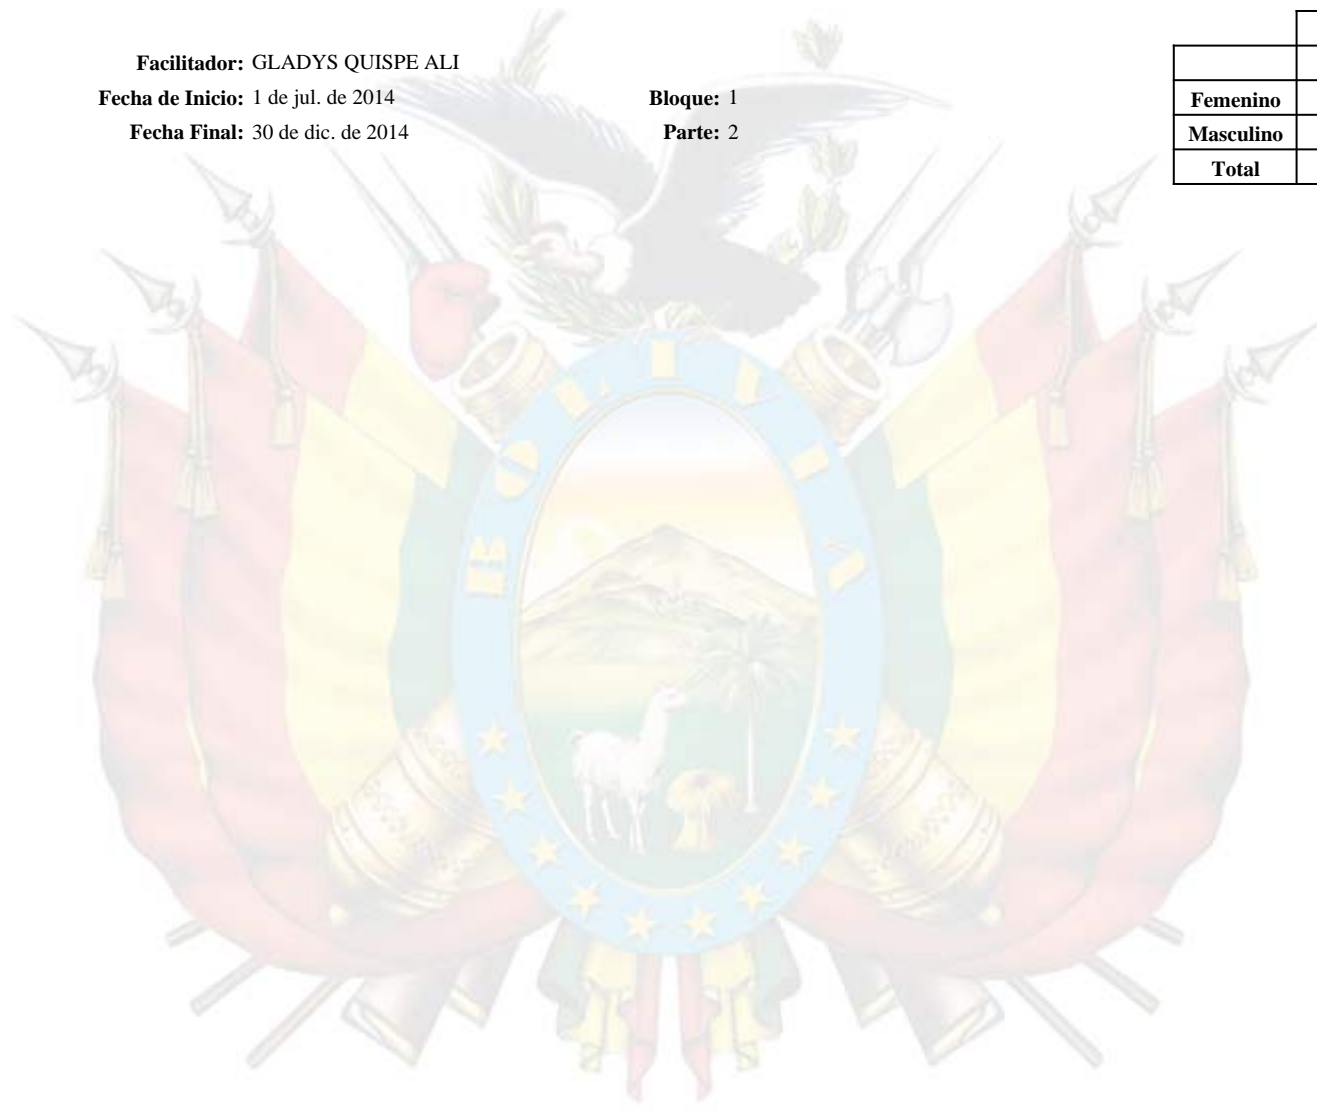 Facilitador: GLADYS QUISPE ALI
Fecha de Inicio: 1 de jul. de 2014 Bloque: 1
Fecha Final: 30 de dic. de 2014 Parte: 2
Femenino
Masculino
Total
BOLIVIA